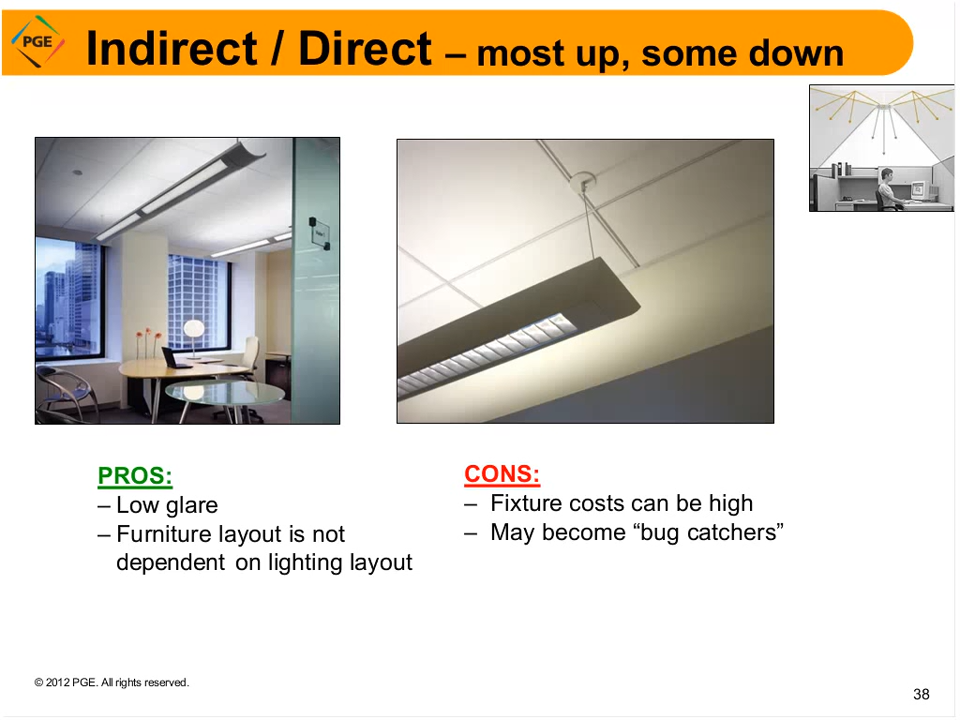 PGE
Indirect / Direct – most up, some down
PROS:
– Low glare
– Furniture layout is not
dependent on lighting layout
CONS:
– Fixture costs can be high
– May become “bug catchers”
© 2012 PGE. All rights reserved.
38